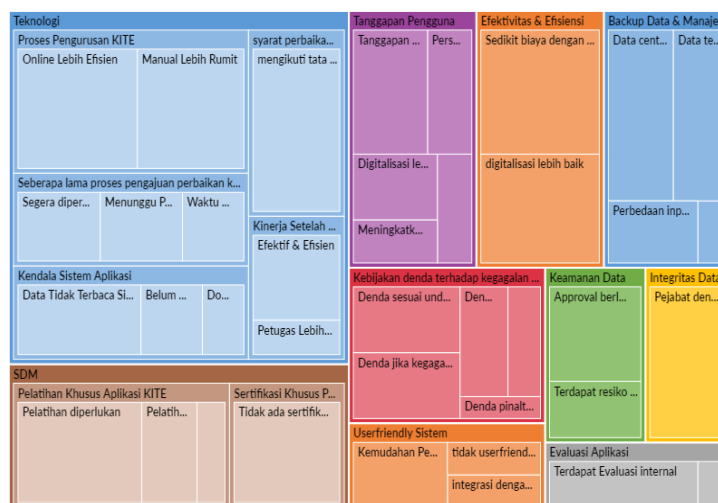 Teknologi
Proses Pengurusan KITE
Online Lebih Efisien
Manual Lebih Rumit
syarat perbaika...
mengikuti tata ...
Seberapa lama proses pengajuan perbaikan k...
Segera diper...
Menunggu P...
Waktu ...
Kinerja Setelah ...
Efektif & Efisien
Petugas Lebih...
Kendala Sistem Aplikasi
Data Tidak Terbaca Si...
Belum ...
Do...
SDM
Pelatihan Khusus Aplikasi KITE
Pelatihan diperlukan
Pelatih...
Sertifikasi Khusus P...
Tidak ada sertifik...
Tanggapan Pengguna
Tanggapan ...
Pers...
Digitalisasi le...
Meningkatk...
Efektivitas & Efisiensi
Sedikit biaya dengan ...
digitalisasi lebih baik
Backup Data & Manaje
Data cent...
Data te...
Perbedaan inp...
Kebijakan denda terhadap kegagalan ...
Denda sesuai und...
Den...
Denda jika kegaga...
Denda pinalt...
Keamanan Data
Approval berl...
Terdapat resiko ...
Integritas Data
Pejabat den...
Userfriendly Sistem
Kemudahan Pe...
tidak userfriend...
integrasi denga...
Evaluasi Aplikasi
Terdapat Evaluasi internal